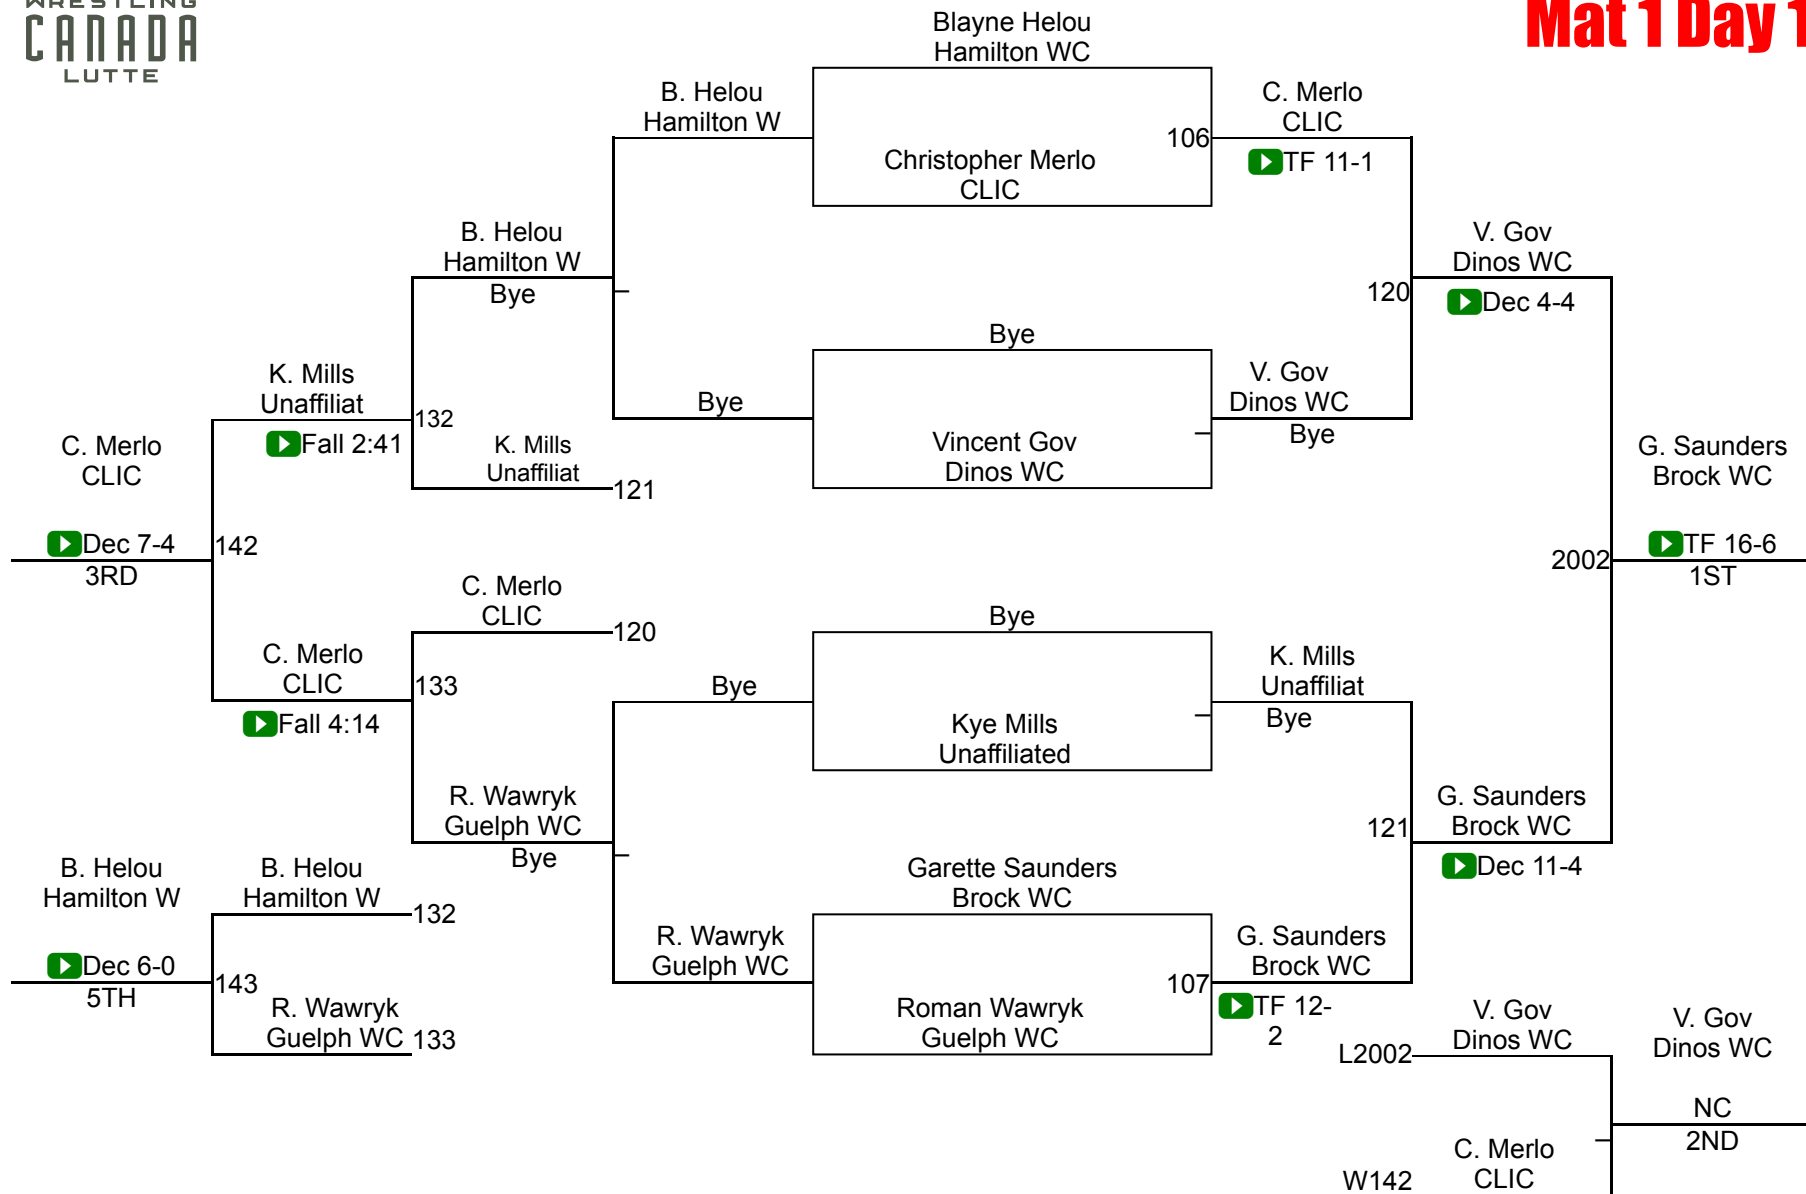 WRESTLING
CANADA
LUTTE
Mat 1 Day 1
Blayne Helou
Hamilton WC
B. Helou
Hamilton W
C. Merlo
CLIC
106
Christopher Merlo
CLIC
TF 11-1
B. Helou
Hamilton W
Bye
V. Gov
Dinos WC
120
Dec 4-4
Bye
K. Mills
Unaffiliat
Bye
V. Gov
Dinos WC
Bye
132
Fall 2:41
K. Mills
Unaffiliat
121
Vincent Gov
Dinos WC
C. Merlo
CLIC
G. Saunders
Brock WC
Dec 7-4
3RD
142
2002
TF 16-6
1ST
C. Merlo
CLIC
120
Bye
C. Merlo
CLIC
133
Fall 4:14
Bye
K. Mills
Unaffiliat
Bye
Kye Mills
Unaffiliated
R. Wawryk
Guelph WC
Bye
G. Saunders
Brock WC
121
Dec 11-4
B. Helou
Hamilton W
B. Helou
Hamilton W
132
Garette Saunders
Brock WC
R. Wawryk
Guelph WC
G. Saunders
Brock WC
Dec 6-0
5TH
143
107
R. Wawryk
Guelph WC
133
Roman Wawryk
Guelph WC
TF 12-
2
V. Gov
Dinos WC
L2002
V. Gov
Dinos WC
NC
2ND
C. Merlo
CLIC
W142